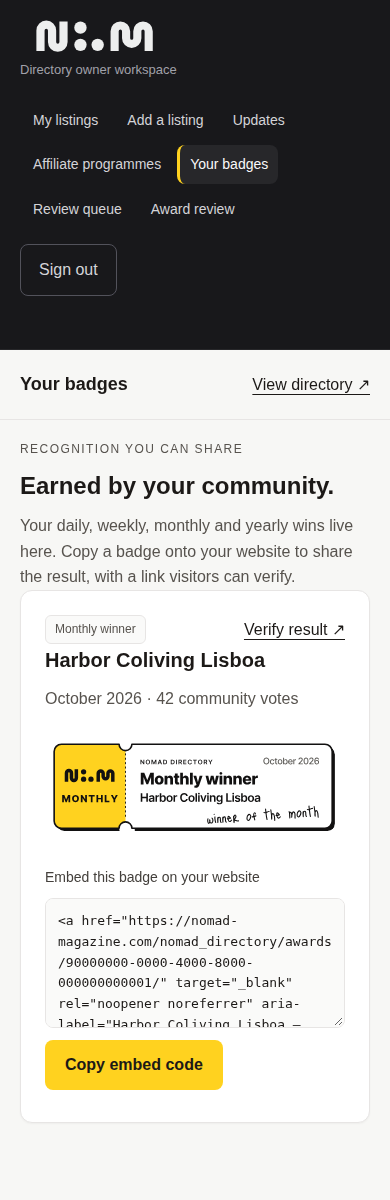 N:.M
Directory owner workspace
My listings Add a listing Updates
Affiliate programmes Your badges
Review queue Award review
Sign out
Your badges View directory ↗
RECOGNITION YOU CAN SHARE
Earned by your community.
Your daily, weekly, monthly and yearly wins live
here. Copy a badge onto your website to share
the result, with a link visitors can verify.
Monthly winner Verify result ↗
Harbor Coliving Lisboa
October 2026 · 42 community votes
NOMAD DIRECTORY October 2026
N:.M Monthly winner
MONTHLY Harbor Coliving Lisboa
winner of the month
Embed this badge on your website
<a href="https://nomad-
magazine.com/nomad_directory/awards
/90000000-0000-4000-8000-
000000000001/" target="_blank"
rel="noopener noreferrer" aria-
label="Harbor Coliving Lisboa —
Copy embed code